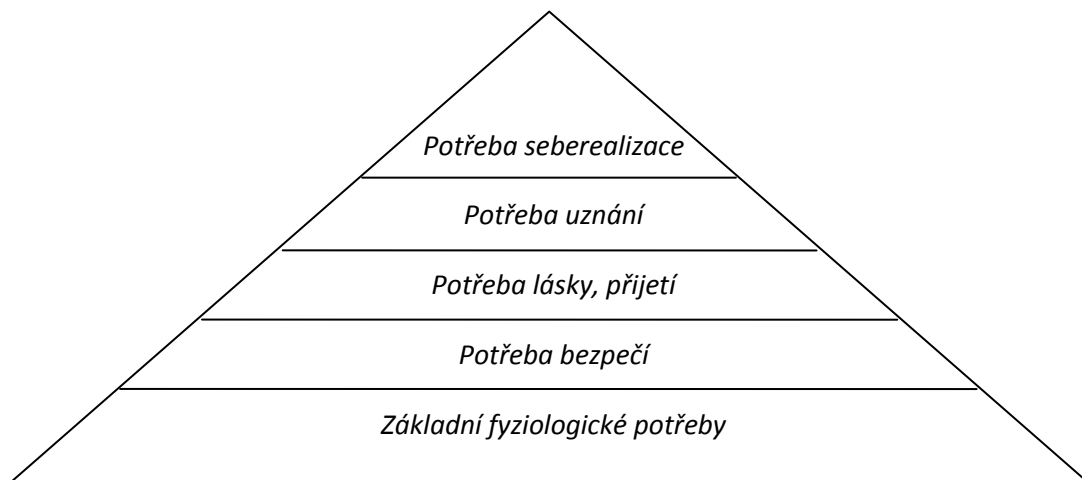 Potřeba seberealizace
Potřeba uznání
Potřeba lásky, přijetí
Potřeba bezpečí
Základní fyziologické potřeby